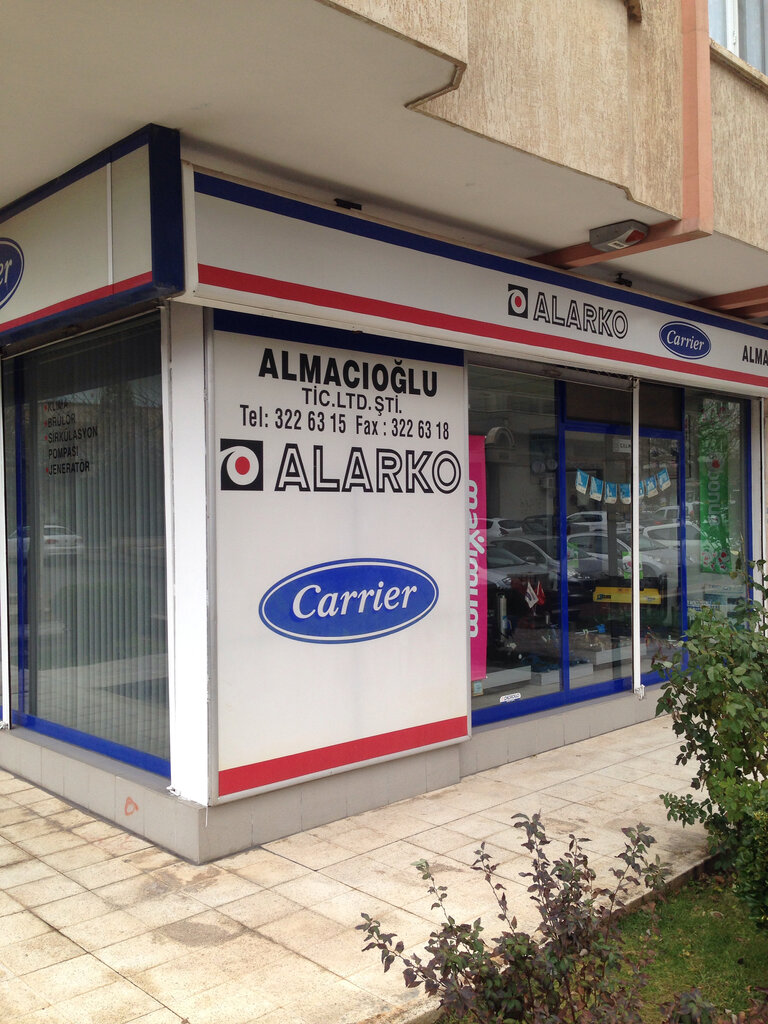 ALARKO
Carrier
ALMACIOĞLU
TİC.LTD.ŞTİ.
Tel: 322 63 15 Fax : 322 63 18
ALARKO
Carrier
KLİMA
BRÜLÖR
SİRKÜLASYON
POMPASI
JENERATÖR
maximum